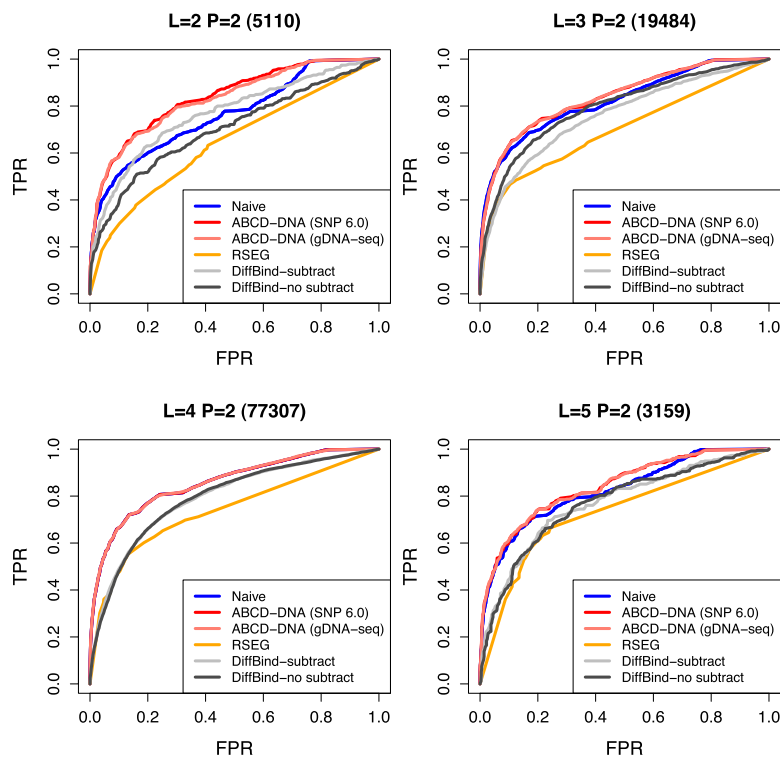 L=2 P=2 (5110)
TPR
1.0
0.8
0.6
0.4
0.2
0.0
Naive
ABCD−DNA (SNP 6.0)
ABCD−DNA (gDNA−seq)
RSEG
DiffBind−subtract
DiffBind−no subtract
0.0 0.2 0.4 0.6 0.8 1.0
FPR
L=3 P=2 (19484)
TPR
1.0
0.8
0.6
0.4
0.2
0.0
Naive
ABCD−DNA (SNP 6.0)
ABCD−DNA (gDNA−seq)
RSEG
DiffBind−subtract
DiffBind−no subtract
0.0 0.2 0.4 0.6 0.8 1.0
FPR
L=4 P=2 (77307)
TPR
1.0
0.8
0.6
0.4
0.2
0.0
Naive
ABCD−DNA (SNP 6.0)
ABCD−DNA (gDNA−seq)
RSEG
DiffBind−subtract
DiffBind−no subtract
0.0 0.2 0.4 0.6 0.8 1.0
FPR
L=5 P=2 (3159)
TPR
1.0
0.8
0.6
0.4
0.2
0.0
Naive
ABCD−DNA (SNP 6.0)
ABCD−DNA (gDNA−seq)
RSEG
DiffBind−subtract
DiffBind−no subtract
0.0 0.2 0.4 0.6 0.8 1.0
FPR